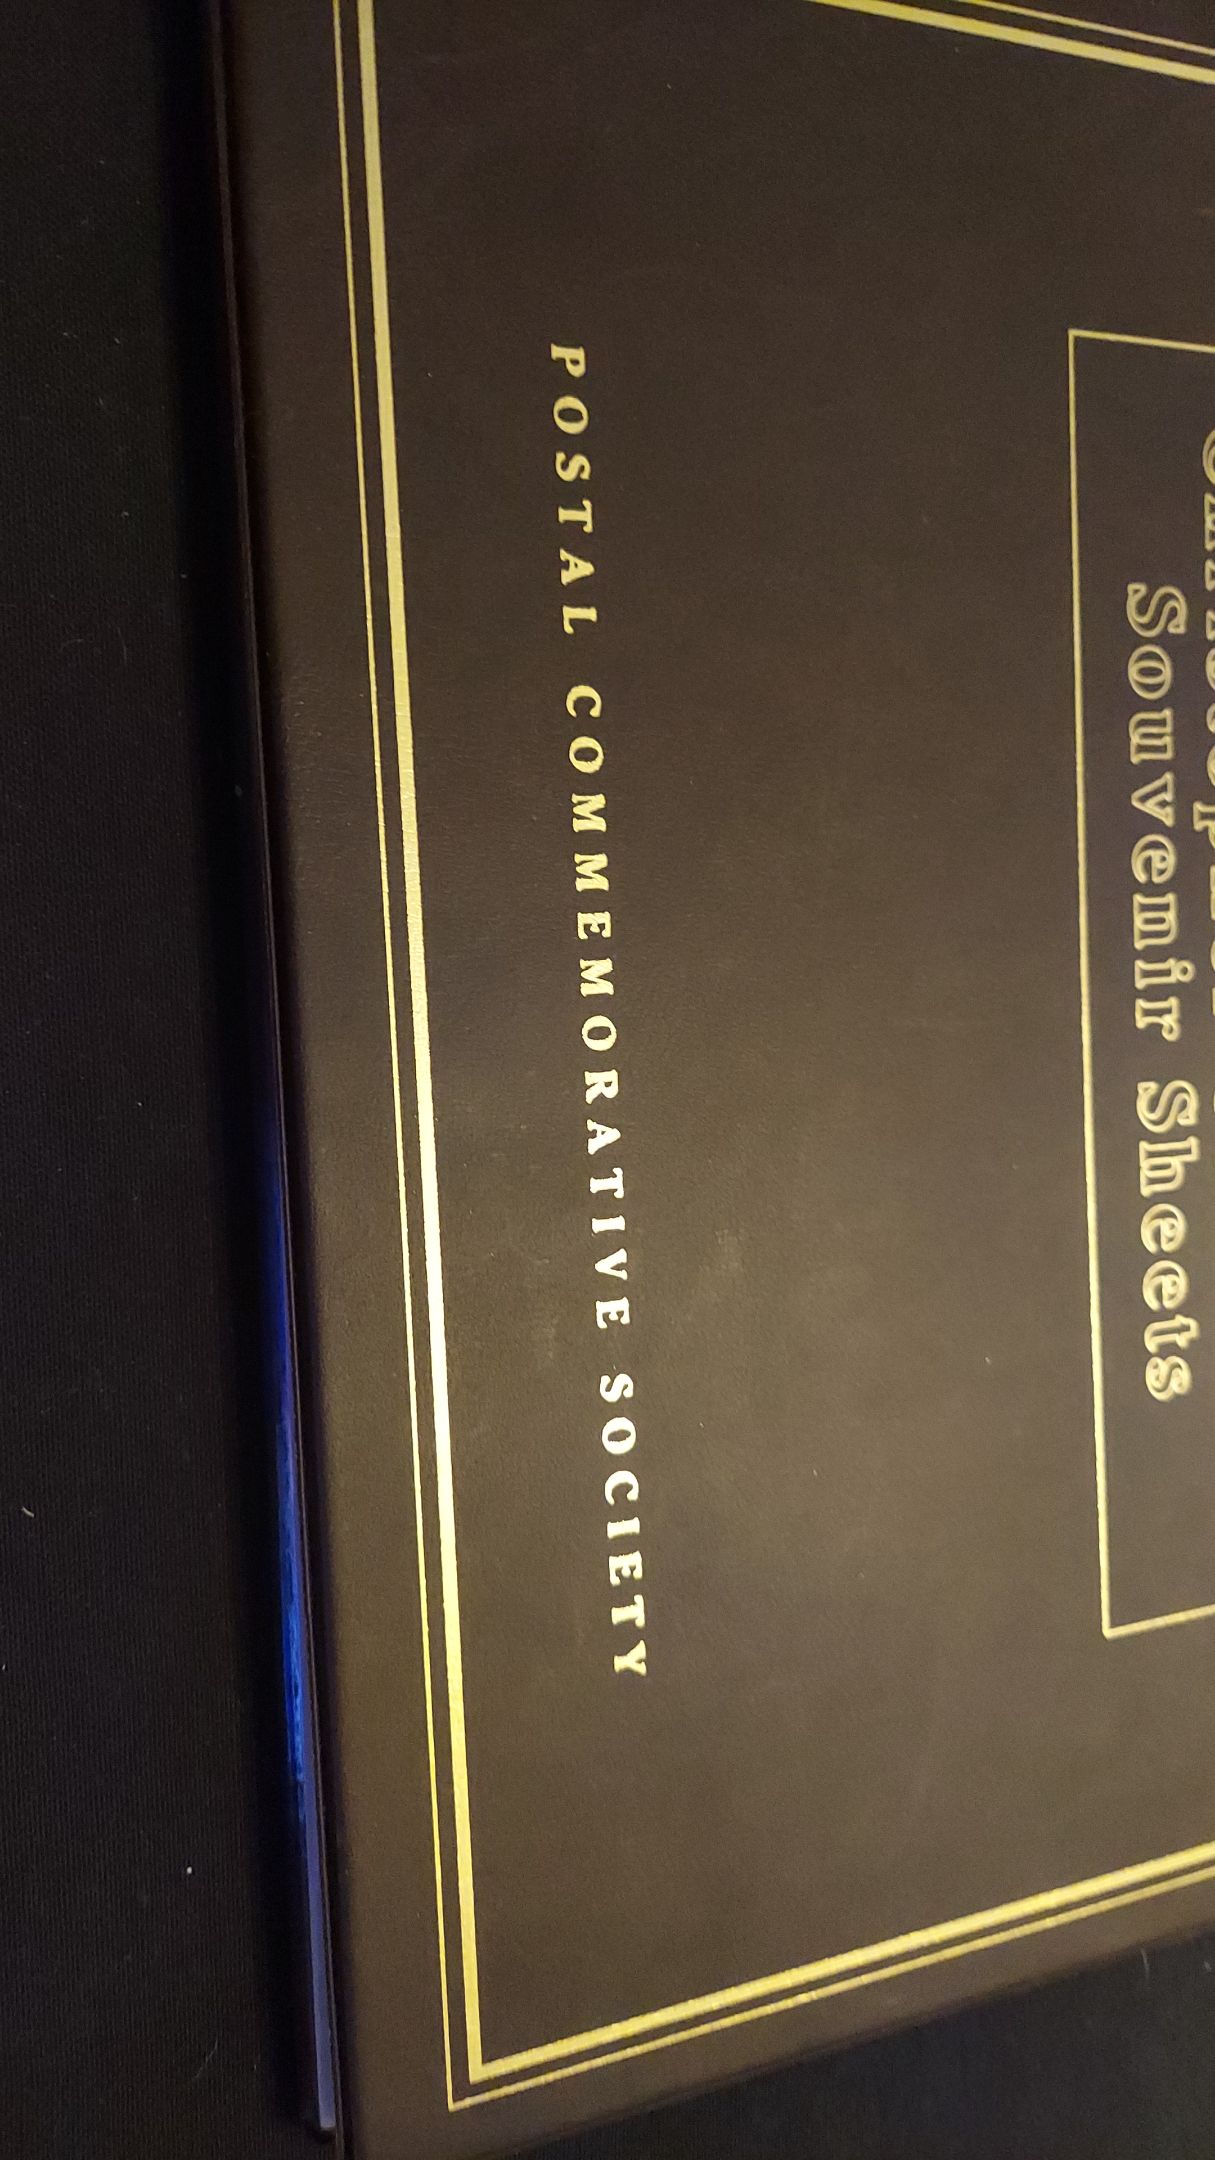 Souvenir Sheets
POSTAL COMMEMORATIVE SOCIETY